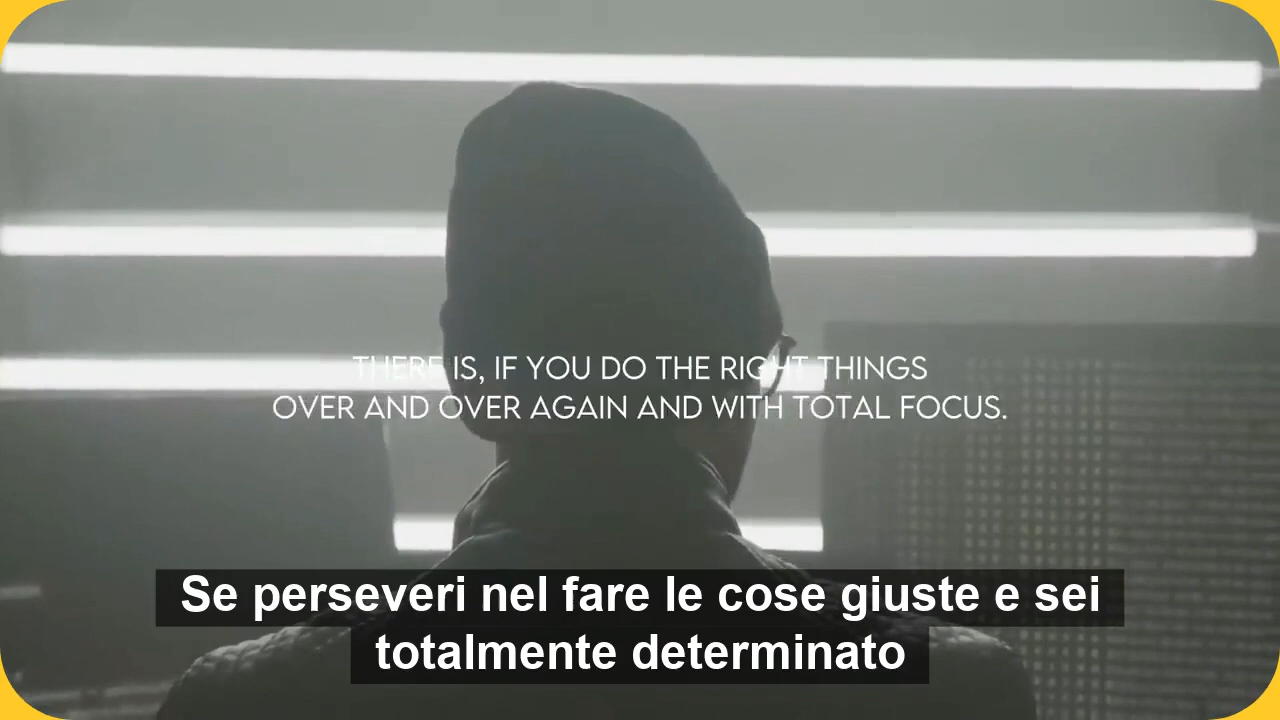 THERE IS, IF YOU DO THE RIGHT THINGS
OVER AND OVER AGAIN AND WITH TOTAL FOCUS.
Se perseveri nel fare le cose giuste e sei
totalmente determinato